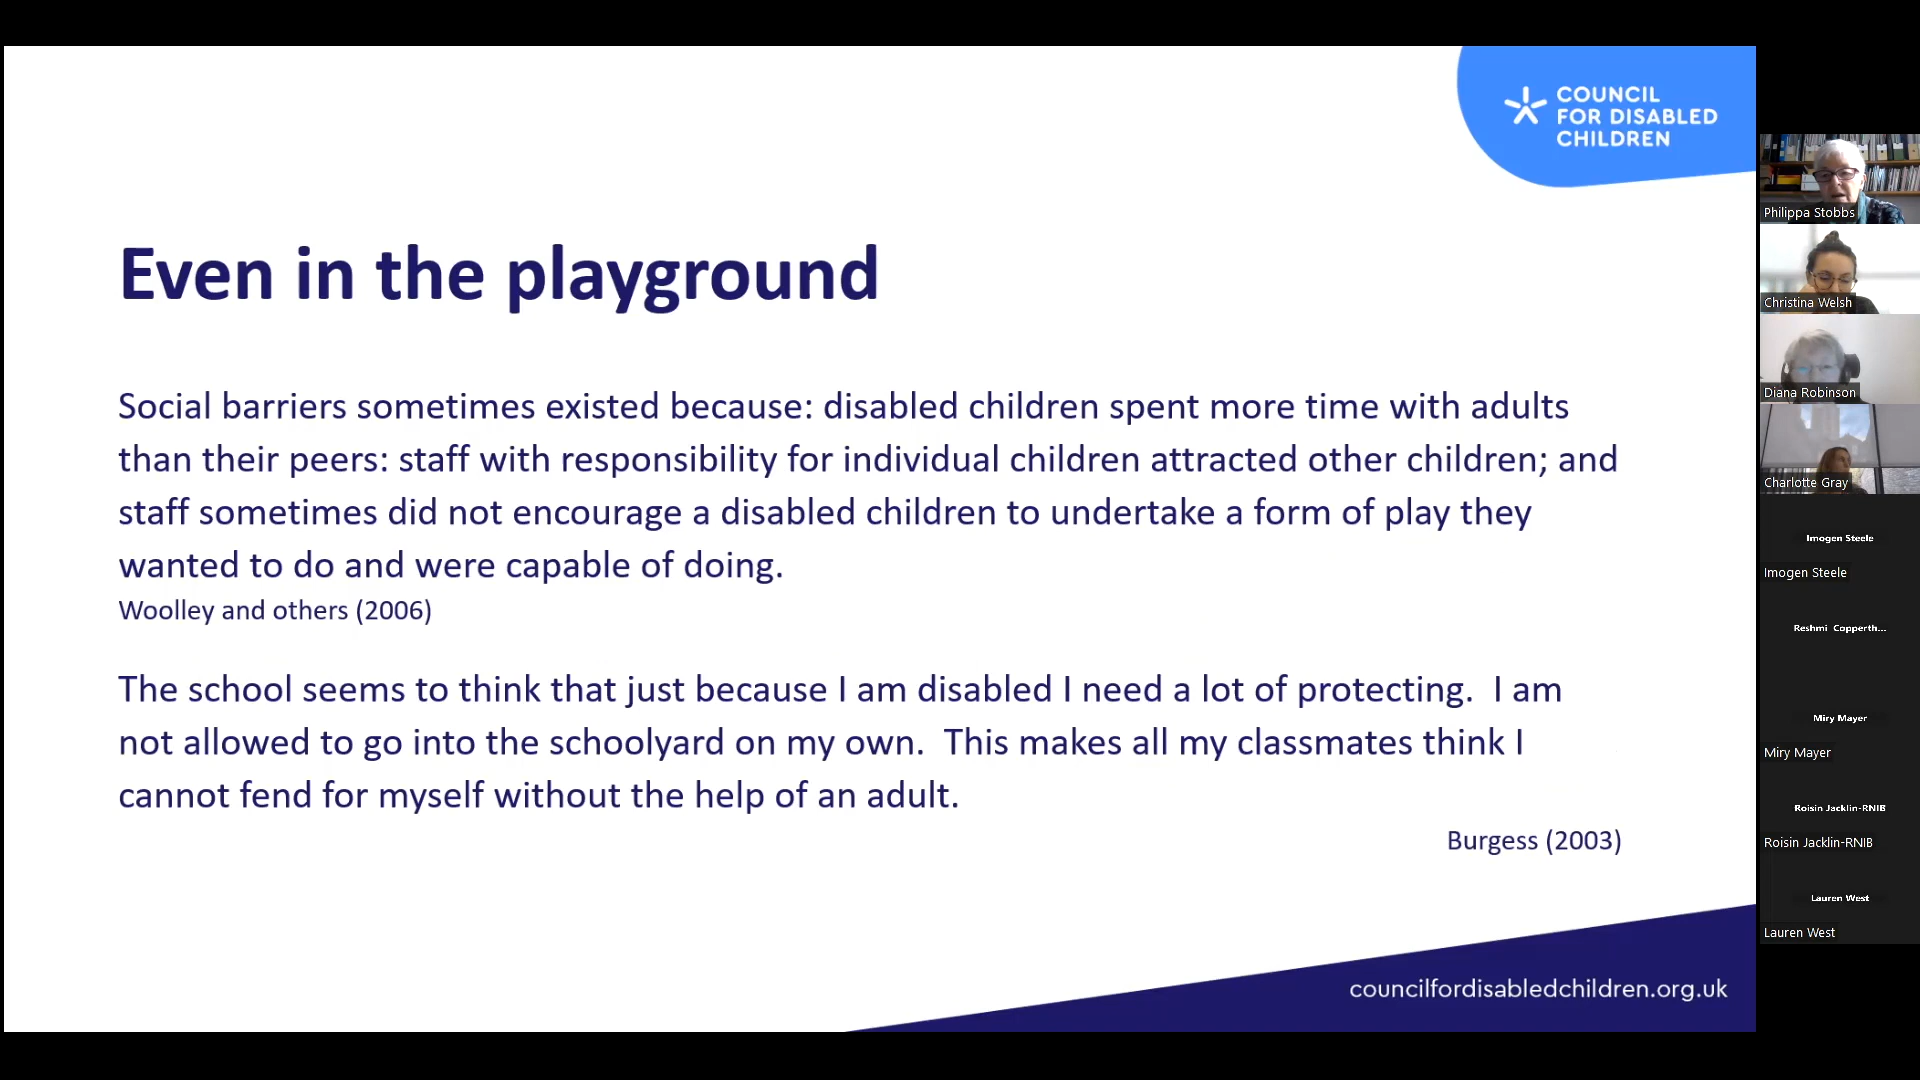 COUNCIL
FOR DISABLED
CHILDREN
Even in the playground
Social barriers sometimes existed because: disabled children spent more time with adults
than their peers: staff with responsibility for individual children attracted other children; and
staff sometimes did not encourage a disabled children to undertake a form of play they
wanted to do and were capable of doing.
Woolley and others (2006)
The school seems to think that just because I am disabled I need a lot of protecting.  I am
not allowed to go into the schoolyard on my own.  This makes all my classmates think I
cannot fend for myself without the help of an adult.
Burgess (2003)
councilfordisabledchildren.org.uk
Philippa Stobbs
Christina Welsh
Diana Robinson
Charlotte Gray
Imogen Steele
Imogen Steele
Reshmi  Copperth...
Miry Mayer
Miry Mayer
Roisin Jacklin-RNIB
Roisin Jacklin-RNIB
Lauren West
Lauren West